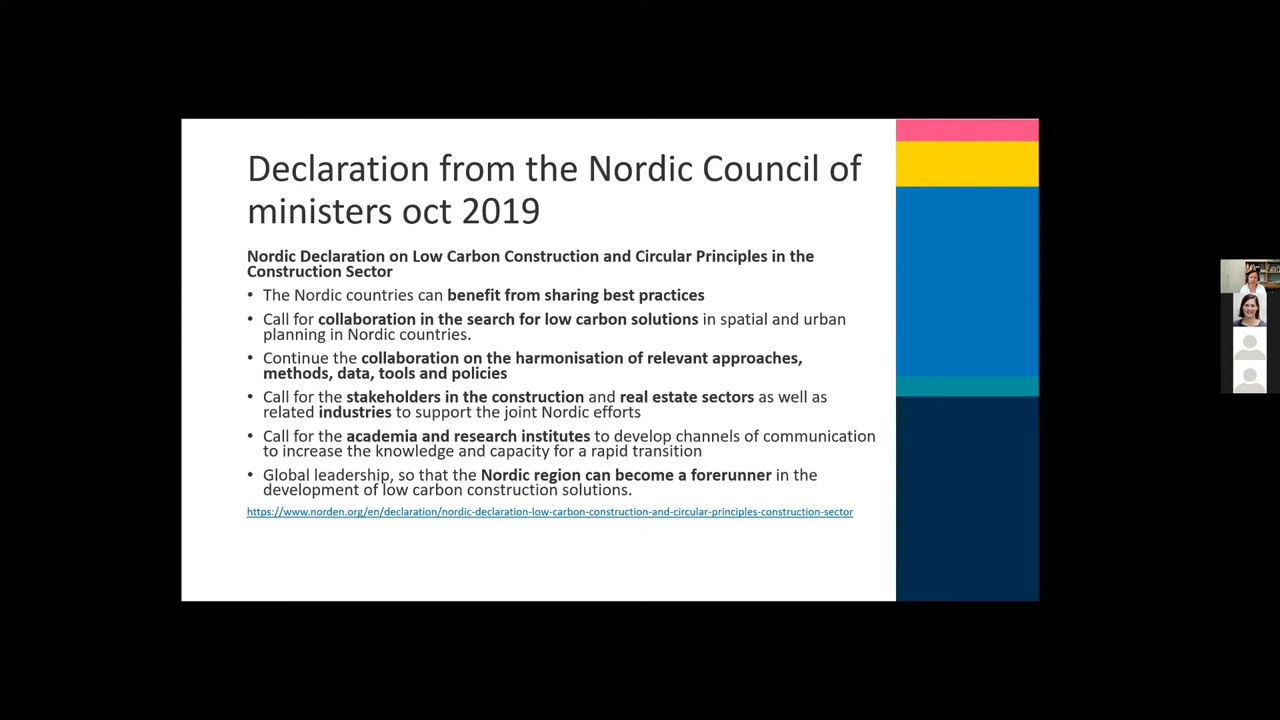 Declaration from the Nordic Council of
ministers oct 2019
Nordic Declaration on Low Carbon Construction and Circular Principles in the
Construction Sector
• The Nordic countries can benefit from sharing best practices
• Call for collaboration in the search for low carbon solutions in spatial and urban
planning in Nordic countries.
• Continue the collaboration on the harmonisation of relevant approaches,
methods, data, tools and policies
• Call for the stakeholders in the construction and real estate sectors as well as
related industries to support the joint Nordic efforts
• Call for the academia and research institutes to develop channels of communication
to increase the knowledge and capacity for a rapid transition
• Global leadership, so that the Nordic region can become a forerunner in the
development of low carbon construction solutions.
https://www.norden.org/en/declaration/nordic-declaration-low-carbon-construction-and-circular-principles-construction-sector